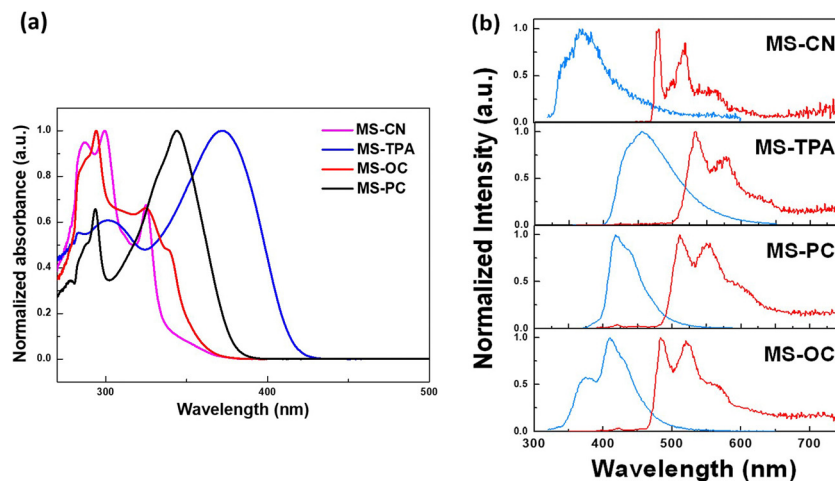 (a)
Normalized absorbance (a.u.)
1.0
0.8
0.6
0.4
0.2
0.0
MS-CN
MS-TPA
MS-OC
MS-PC
300
400
500
Wavelength (nm)
(b)
Normalized Intensity (a.u.)
1.0
0.5
0.0
MS-CN
1.0
0.5
0.0
MS-TPA
1.0
0.5
0.0
MS-PC
1.0
0.5
0.0
MS-OC
300 400 500 600 700
Wavelength (nm)